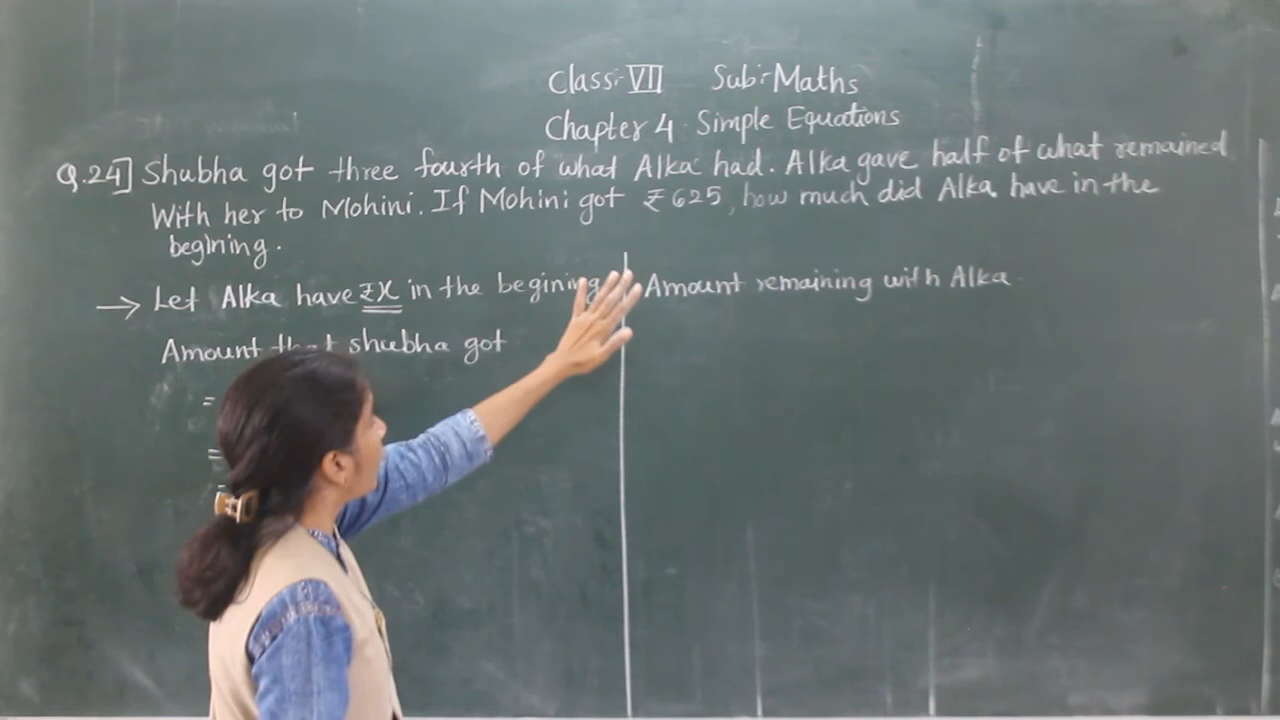 Class:- VII Sub:- Maths
Chapter 4. Simple Equations
Q.24] Shubha got three fourth of what Alka had. Alka gave half of what remained
With her to Mohini. If Mohini got ₹ 625, how much did Alka have in the
begining.
→ Let Alka have ₹X in the begining
Amount that shubha got
=
=
Amount remaining with Alka